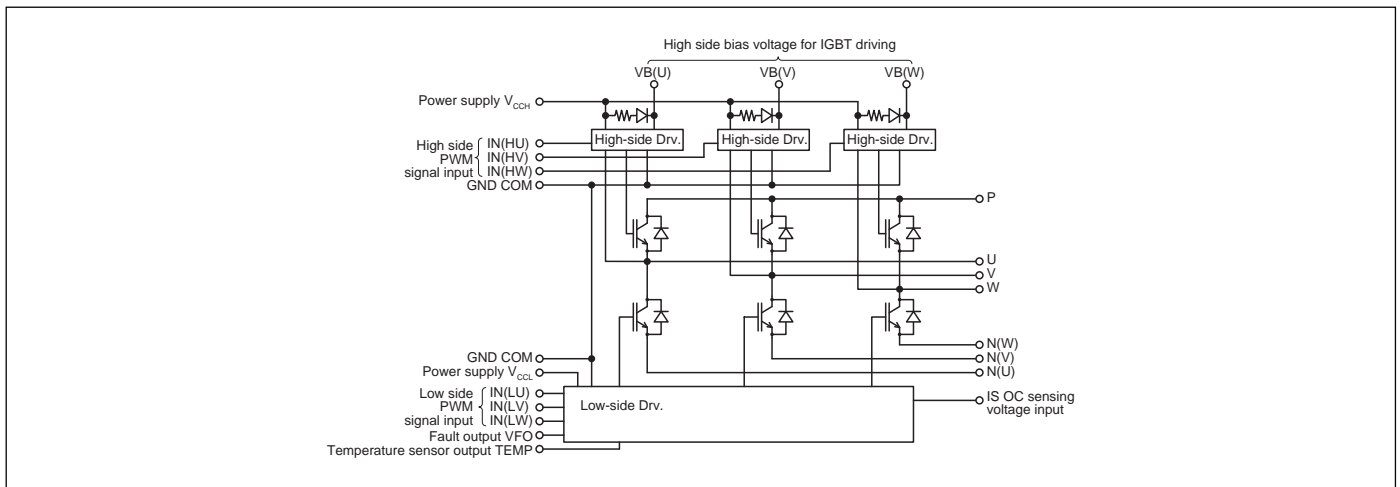 High side bias voltage for IGBT driving
VB(U)
VB(V)
VB(W)
Power supply VCCH
High-side Drv.
High-side Drv.
High-side Drv.
High side
PWM
signal input
IN(HU)
IN(HV)
IN(HW)
GND COM
P
U
V
W
N(W)
N(V)
N(U)
GND COM
Power supply VCCL
Low side
PWM
signal input
IN(LU)
IN(LV)
IN(LW)
Low-side Drv.
IS OC sensing
voltage input
Fault output VFO
Temperature sensor output TEMP